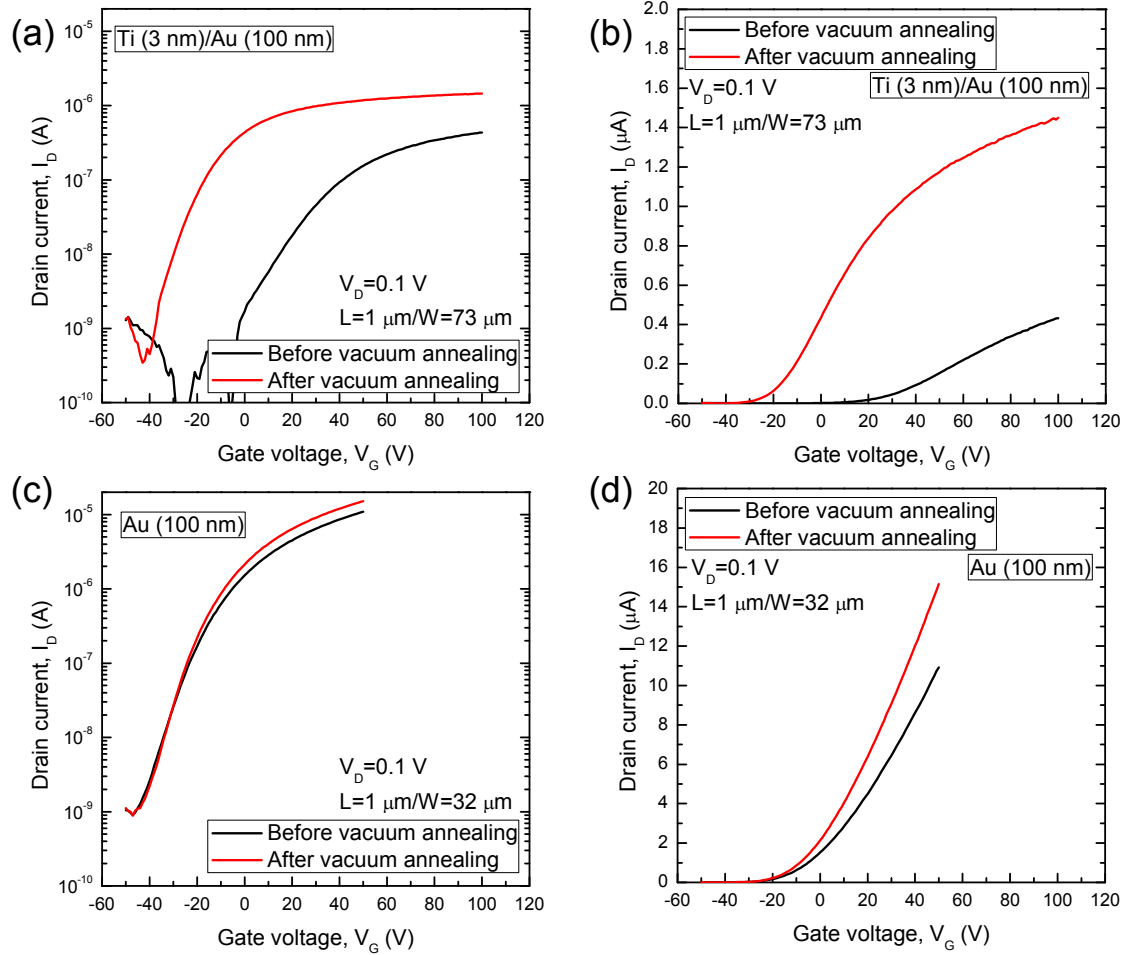 (a)
Ti (3 nm)/Au (100 nm)
10⁻⁵
10⁻⁶
10⁻⁷
10⁻⁸
10⁻⁹
10⁻¹⁰
Drain current, I_D (A)
V_D=0.1 V
L=1 μm/W=73 μm
Before vacuum annealing
After vacuum annealing
-60 -40 -20 0 20 40 60 80 100 120
Gate voltage, V_G (V)
(b)
Before vacuum annealing
After vacuum annealing
V_D=0.1 V
Ti (3 nm)/Au (100 nm)
L=1 μm/W=73 μm
2.0
1.8
1.6
1.4
1.2
1.0
0.8
0.6
0.4
0.2
0.0
Drain current, I_D (μA)
-60 -40 -20 0 20 40 60 80 100 120
Gate voltage, V_G (V)
(c)
Au (100 nm)
10⁻⁵
10⁻⁶
10⁻⁷
10⁻⁸
10⁻⁹
10⁻¹⁰
Drain current, I_D (A)
V_D=0.1 V
L=1 μm/W=32 μm
Before vacuum annealing
After vacuum annealing
-60 -40 -20 0 20 40 60 80 100 120
Gate voltage, V_G (V)
(d)
Before vacuum annealing
After vacuum annealing
V_D=0.1 V
Au (100 nm)
L=1 μm/W=32 μm
20
18
16
14
12
10
8
6
4
2
0
Drain current, I_D (μA)
-60 -40 -20 0 20 40 60 80 100 120
Gate voltage, V_G (V)